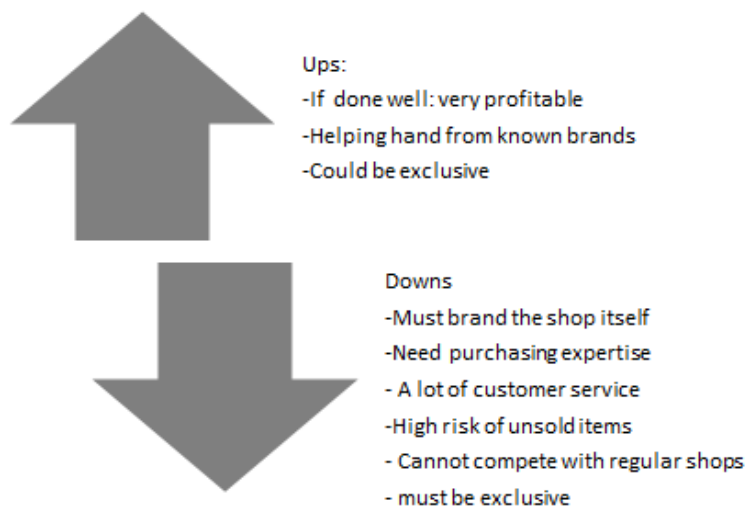 Ups:
-If done well: very profitable
-Helping hand from known brands
-Could be exclusive
Downs
-Must brand the shop itself
-Need purchasing expertise
- A lot of customer service
-High risk of unsold items
- Cannot compete with regular shops
- must be exclusive